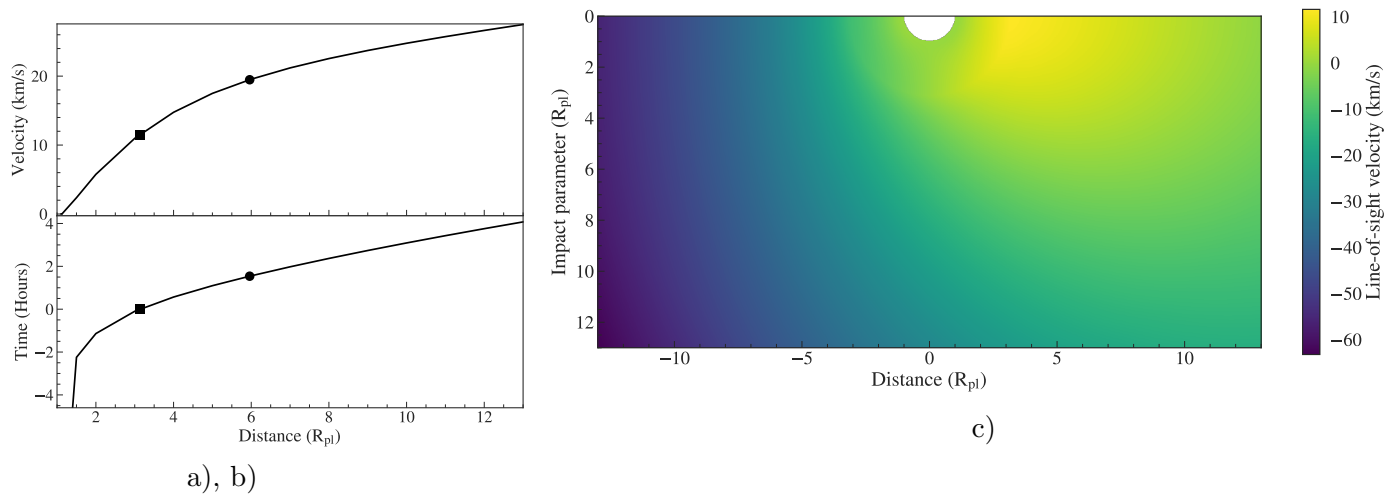 20
10
0
Velocity (km/s)
4
2
0
−2
−4
Time (Hours)
2 4 6 8 10 12
Distance (R_pl)
a), b)
0
2
4
6
8
10
12
Impact parameter (R_pl)
−10 −5 0 5 10
Distance (R_pl)
10
0
−10
−20
−30
−40
−50
−60
Line-of-sight velocity (km/s)
c)